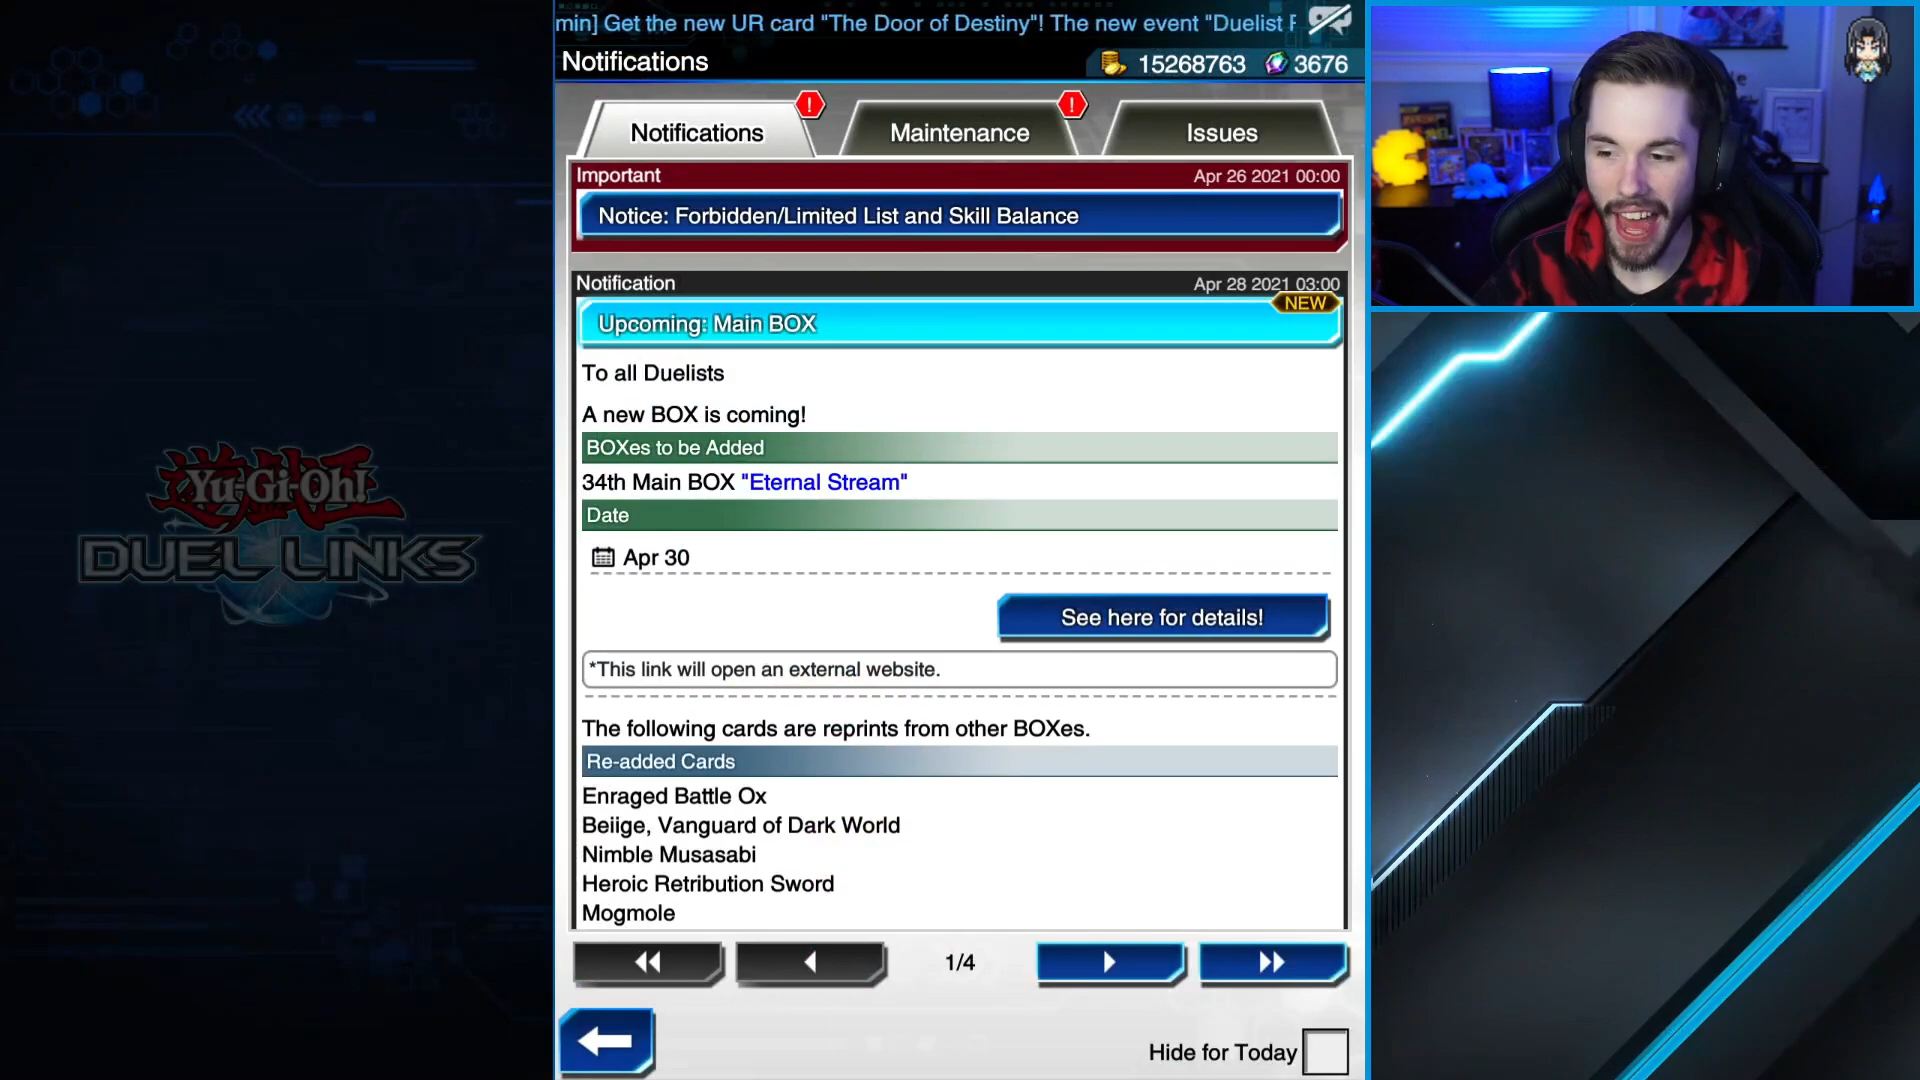 min] Get the new UR card "The Door of Destiny"! The new event "Duelist
Notifications
15268763
3676
Notifications
!
Maintenance
!
Issues
Important
Apr 26 2021 00:00
Notice: Forbidden/Limited List and Skill Balance
Notification
Apr 28 2021 03:00
NEW
Upcoming: Main BOX
To all Duelists
A new BOX is coming!
BOXes to be Added
34th Main BOX "Eternal Stream"
Date
Apr 30
See here for details!
*This link will open an external website.
The following cards are reprints from other BOXes.
Re-added Cards
Enraged Battle Ox
Beiige, Vanguard of Dark World
Nimble Musasabi
Heroic Retribution Sword
Mogmole
1/4
Hide for Today
遊戯王
Yu-Gi-Oh!
DUEL LINKS